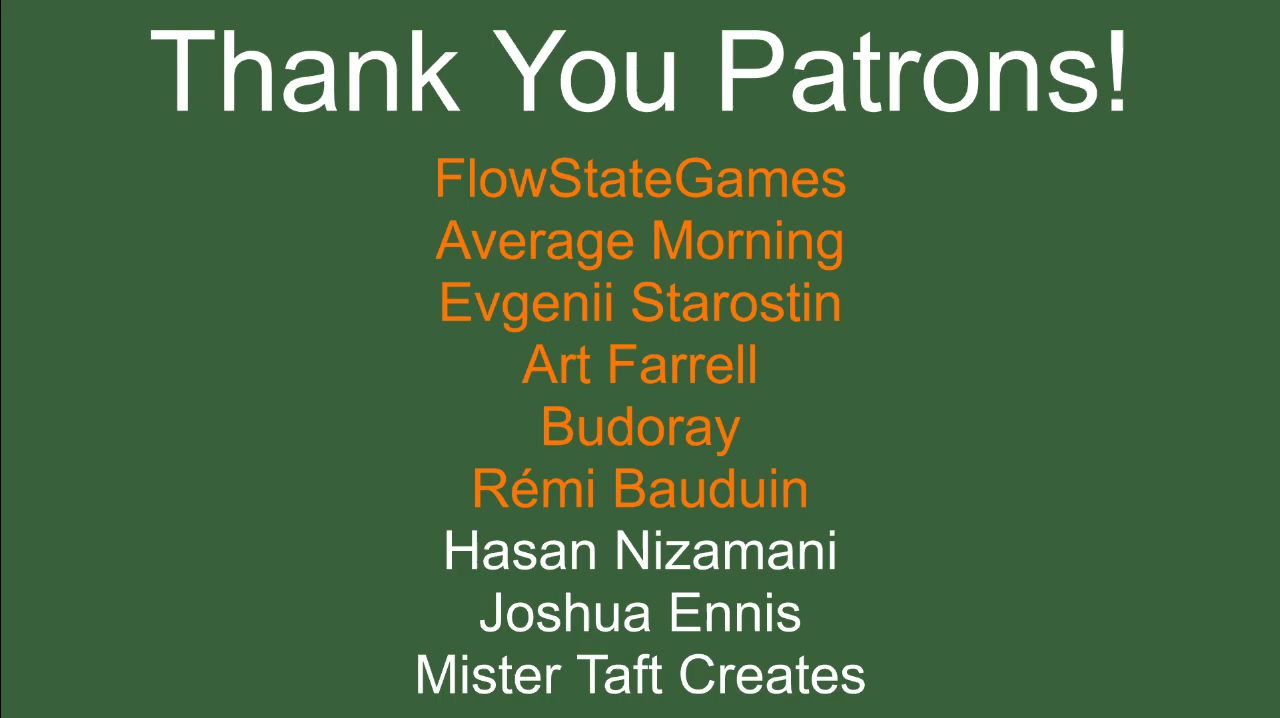 Thank You Patrons!
FlowStateGames
Average Morning
Evgenii Starostin
Art Farrell
Budoray
Rémi Bauduin
Hasan Nizamani
Joshua Ennis
Mister Taft Creates